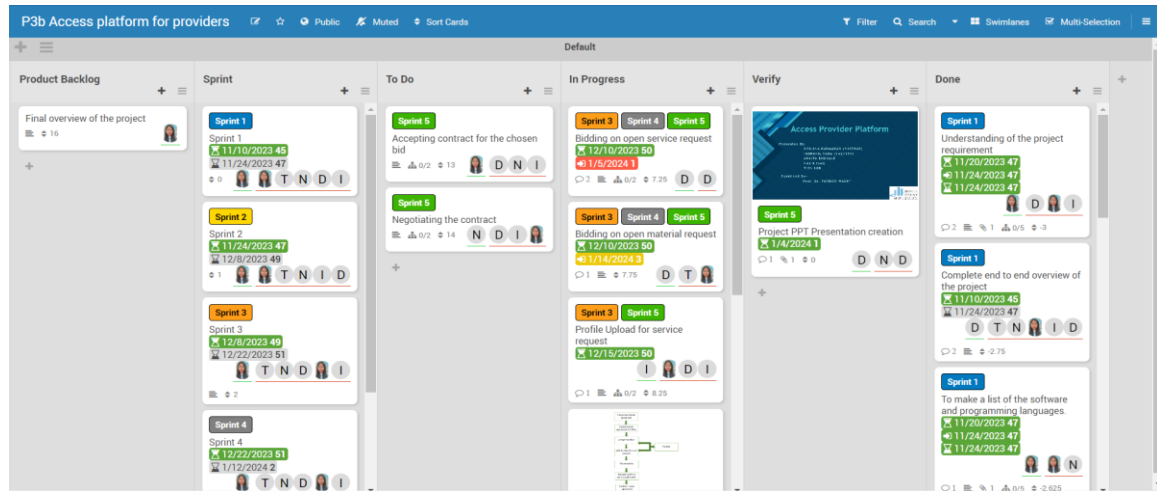 P3b Access platform for providers Public Muted Sort Cards Filter Search Swimlanes Multi-Selection
Default
Product Backlog
Final overview of the project
16
Sprint
Sprint 1
Sprint 1
11/10/2023 45
11/24/2023 47
0 T N D I
Sprint 2
Sprint 2
11/24/2023 47
12/8/2023 49
1 T N I D
Sprint 3
Sprint 3
12/8/2023 49
12/22/2023 51
T N D I
2
Sprint 4
Sprint 4
12/22/2023 51
1/12/2024 2
T N D I
To Do
Sprint 5
Accepting contract for the chosen
bid
0/2 13 D N I
Sprint 5
Negotiating the contract
0/2 14 N D I
In Progress
Sprint 3 Sprint 4 Sprint 5
Bidding on open service request
12/10/2023 50
1/5/2024 1
2 0/2 7.25 D D
Sprint 3 Sprint 4 Sprint 5
Bidding on open material request
12/10/2023 50
1/14/2024 3
1 7.75 D T
Sprint 3 Sprint 5
Profile Upload for service
request
12/15/2023 50
I D I
1 0/2 8.25
Verify
Access Provider Platform
Sprint 5
Project PPT Presentation creation
1/4/2024 1
1 1 0 D N D
Done
Sprint 1
Understanding of the project
requirement
11/20/2023 47
11/24/2023 47
11/24/2023 47
D I
2 1 0/5 -3
Sprint 1
Complete end to end overview of
the project
11/10/2023 45
11/24/2023 47
D T N I D
2 -2.75
Sprint 1
To make a list of the software
and programming languages.
11/20/2023 47
11/24/2023 47
11/24/2023 47
N
1 1 0/5 -2.625